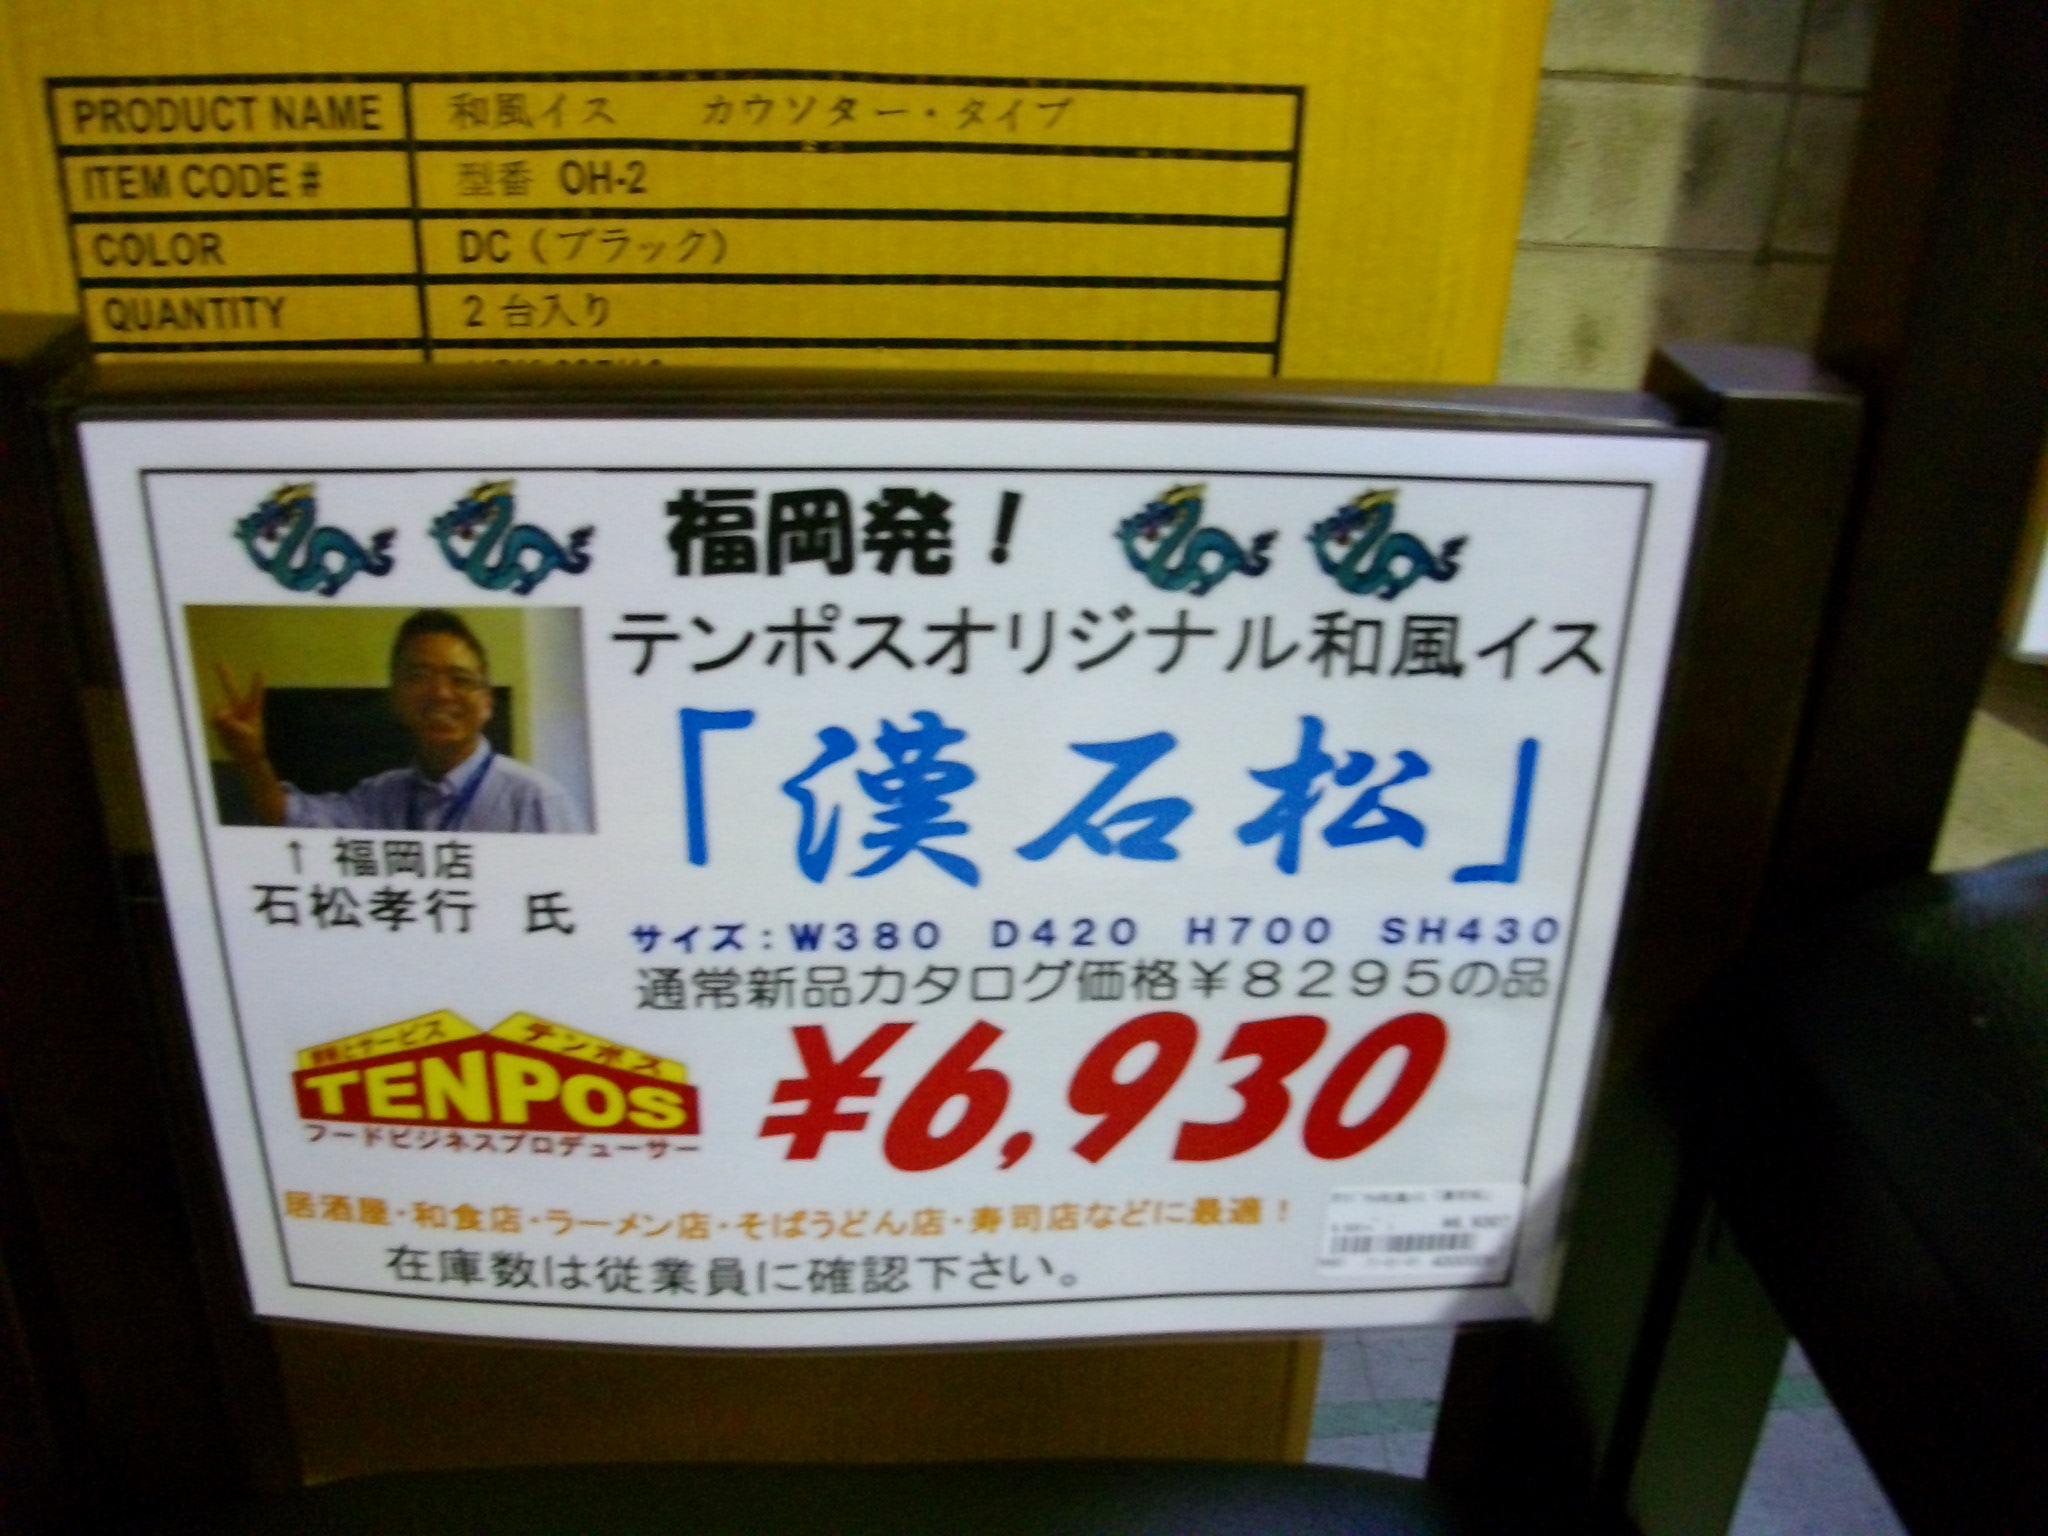 PRODUCT NAME 和風イス カウソター・タイプ
ITEM CODE # 型番 OH-2
COLOR DC (ブラック)
QUANTITY 2台入り
福岡発！
テンポスオリジナル和風イス
「漢石松」
↑ 福岡店
石松孝行 氏
サイズ：W380 D420 H700 SH430
通常新品カタログ価格￥8295の品
￥6,930
サービス テンポス
TENPOS
フードビジネスプロデューサー
居酒屋・和食店・ラーメン店・そばうどん店・寿司店などに最適！
在庫数は従業員に確認下さい。